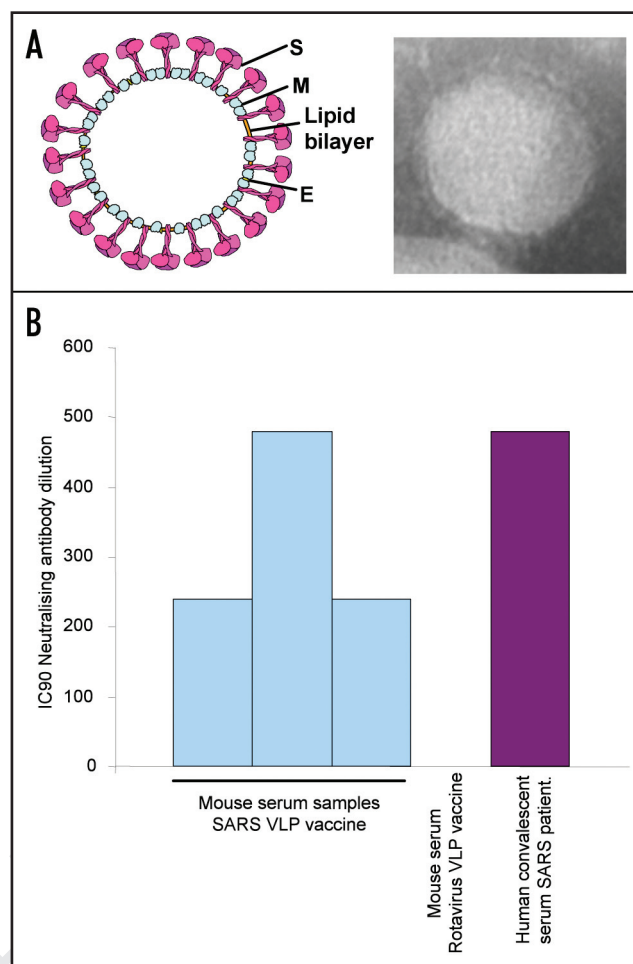 A
S
M
Lipid
bilayer
E
B
600
500
400
300
200
100
0
IC90 Neutralising antibody dilution
Mouse serum samples
SARS VLP vaccine
Mouse serum
Rotavirus VLP vaccine
Human convalescent
serum SARS patient.